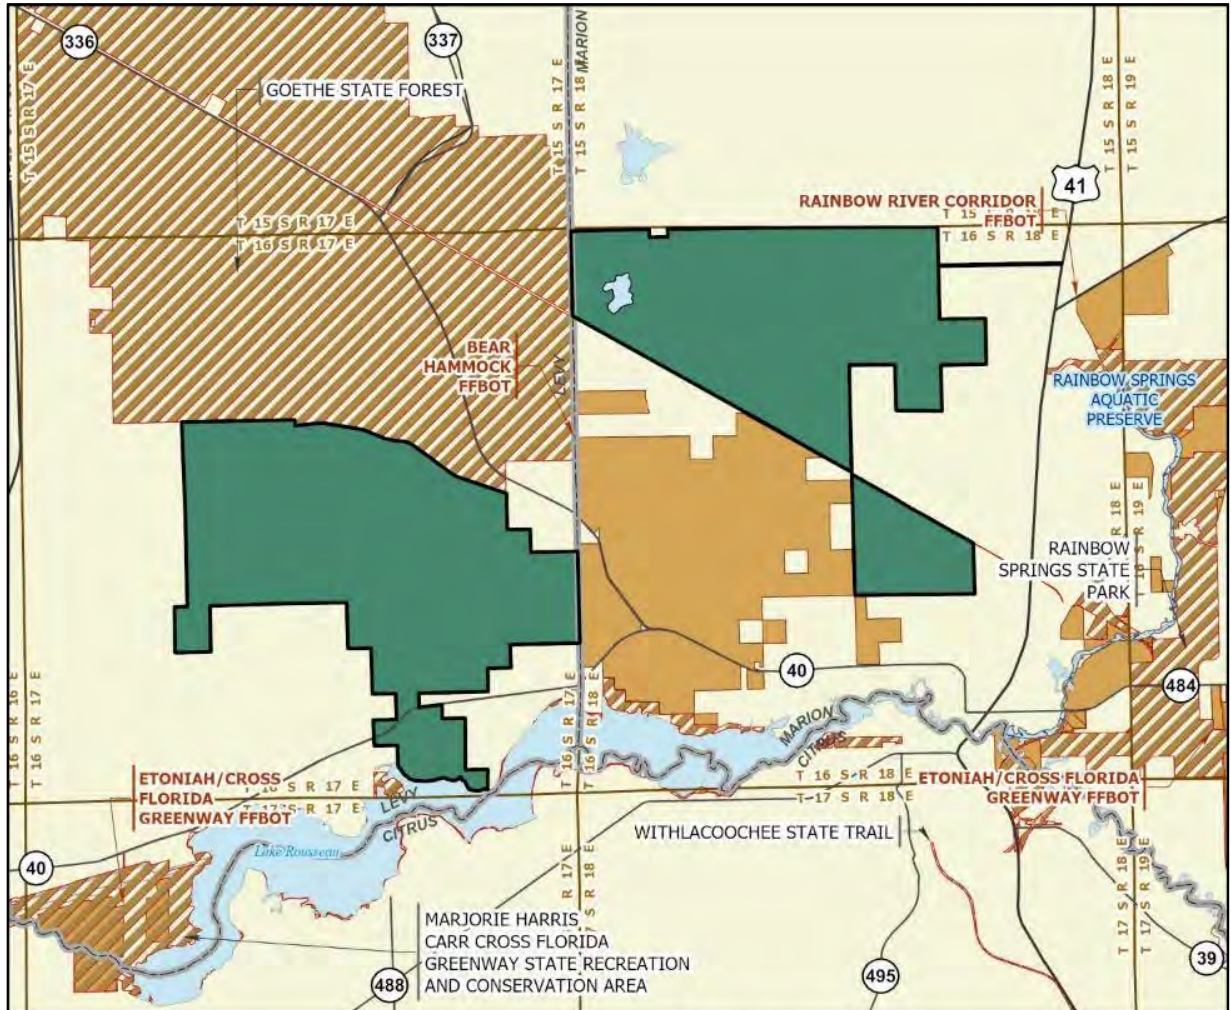 336
337
MARION
T 15 S R 17 E
T 15 S R 17 E
T 15 S R 18 E
T 15 S R 18 E
T 15 S R 19 E
GOETHE STATE FOREST
41
RAINBOW RIVER CORRIDOR
FFBOT
T 15 S R 17 E
T 16 S R 17 E
T 16 S R 18 E
BEAR
HAMMOCK
FFBOT
LEVY
RAINBOW SPRINGS
AQUATIC
PRESERVE
RAINBOW
SPRINGS STATE
PARK
40
484
T 16 S R 16 E
T 16 S R 17 E
T 16 S R 17 E
T 16 S R 18 E
MARION
CITRUS
T 16 S R 18 E
T 17 S R 18 E
ETONIAH/CROSS FLORIDA
GREENWAY FFBOT
ETONIAH/CROSS
FLORIDA
GREENWAY FFBOT
LEVY
CITRUS
WITHLACOOCHEE STATE TRAIL
Lake Rousseau
40
MARJORIE HARRIS
CARR CROSS FLORIDA
GREENWAY STATE RECREATION
AND CONSERVATION AREA
488
495
39
T 17 S R 18 E
T 17 S R 19 E